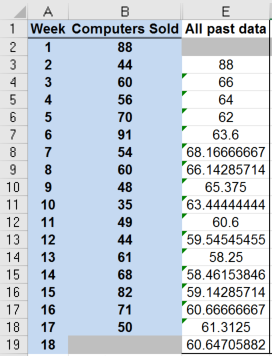 A B E
1 Week Computers Sold All past data
2 1 88
3 2 44 88
4 3 60 66
5 4 56 64
6 5 70 62
7 6 91 63.6
8 7 54 68.16666667
9 8 60 66.14285714
10 9 48 65.375
11 10 35 63.44444444
12 11 49 60.6
13 12 44 59.54545455
14 13 61 58.25
15 14 68 58.46153846
16 15 82 59.14285714
17 16 71 60.66666667
18 17 50 61.3125
19 18 60.64705882